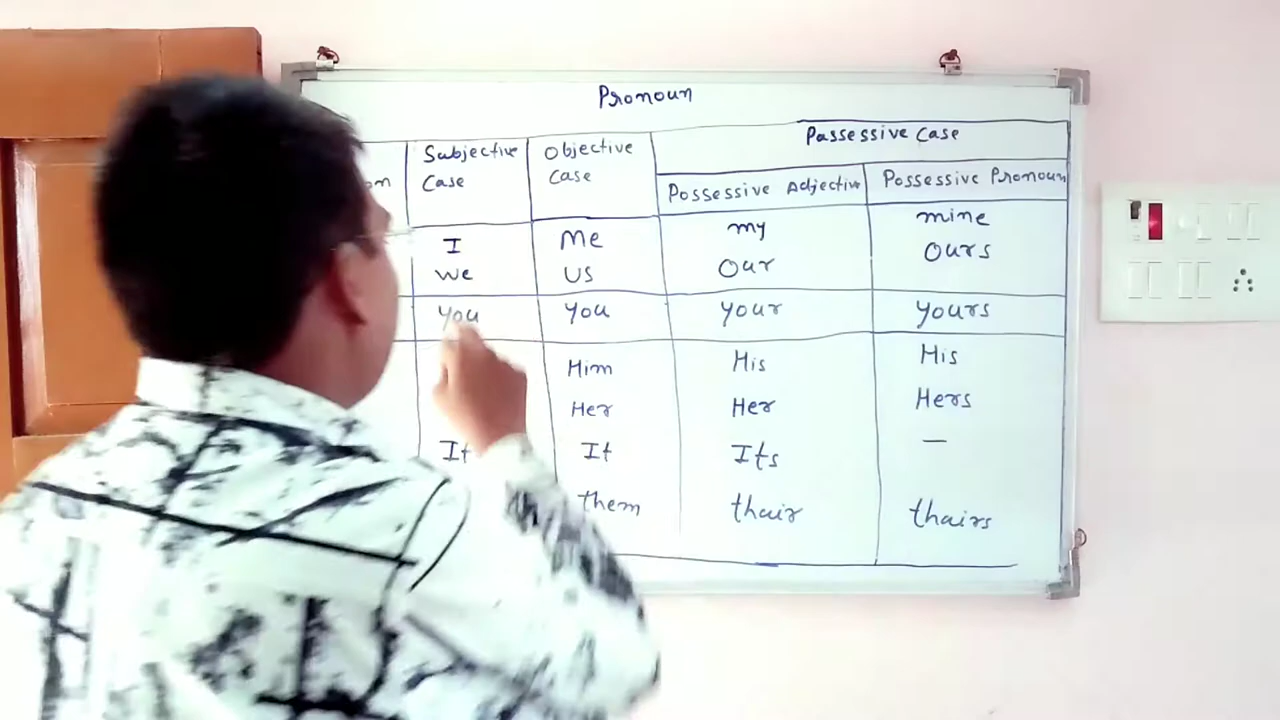 Pronoun
Subjective Case Objective Case Passessive Case
Possessive Adjective Possessive Pronoun
I Me my mine
we US Our Ours
you you your yours
Him His His
Her Her Hers
It It Its —
them thair thairs